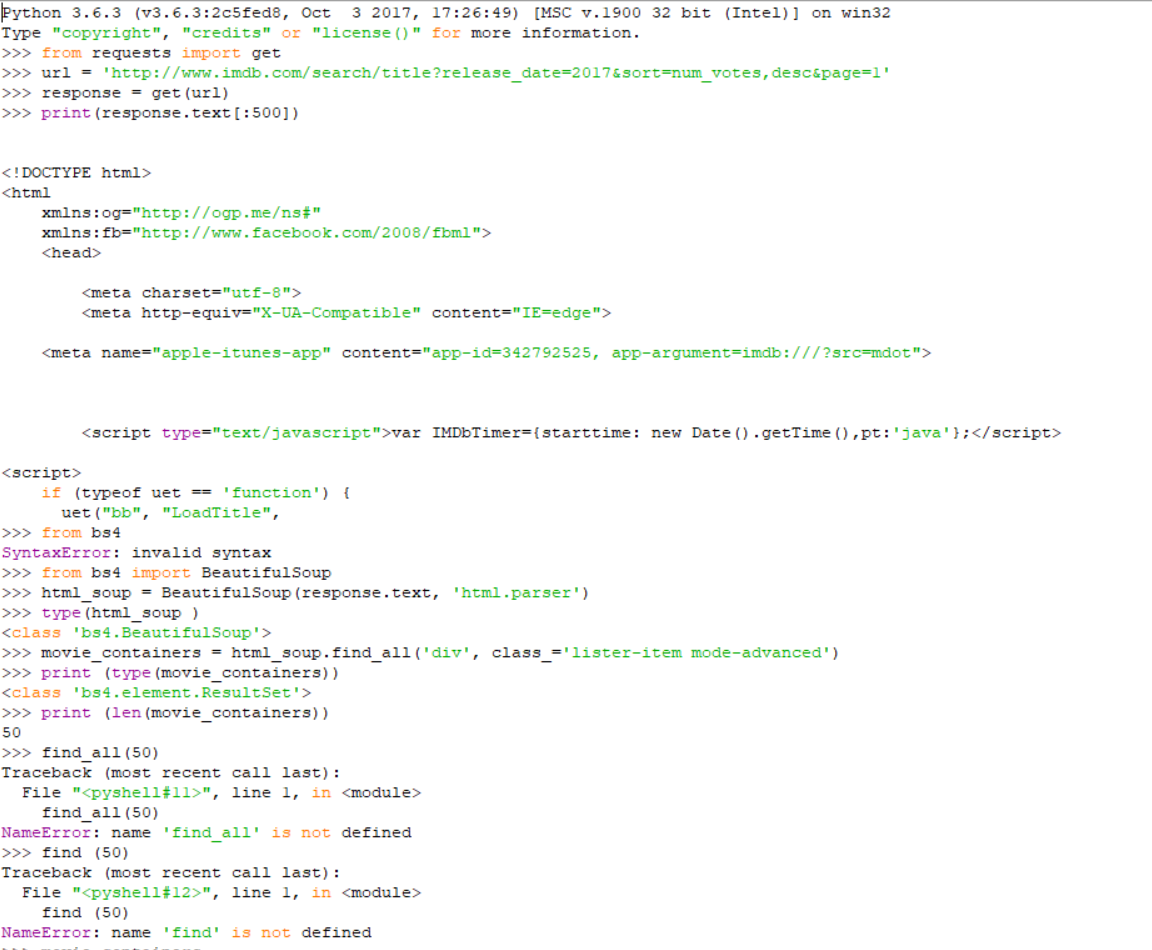 Python 3.6.3 (v3.6.3:2c5fed8, Oct  3 2017, 17:26:49) [MSC v.1900 32 bit (Intel)] on win32
Type "copyright", "credits" or "license()" for more information.
>>> from requests import get
>>> url = 'http://www.imdb.com/search/title?release_date=2017&sort=num_votes,desc&page=1'
>>> response = get(url)
>>> print(response.text[:500])
<!DOCTYPE html>
<html
    xmlns:og="http://ogp.me/ns#"
    xmlns:fb="http://www.facebook.com/2008/fbml">
    <head>
        <meta charset="utf-8">
        <meta http-equiv="X-UA-Compatible" content="IE=edge">
    <meta name="apple-itunes-app" content="app-id=342792525, app-argument=imdb:///?src=mdot">
        <script type="text/javascript">var IMDbTimer={starttime: new Date().getTime(),pt:'java'};</script>
<script>
    if (typeof uet == 'function') {
      uet("bb", "LoadTitle",
>>> from bs4
SyntaxError: invalid syntax
>>> from bs4 import BeautifulSoup
>>> html_soup = BeautifulSoup(response.text, 'html.parser')
>>> type(html_soup )
<class 'bs4.BeautifulSoup'>
>>> movie_containers = html_soup.find_all('div', class_='lister-item mode-advanced')
>>> print (type(movie_containers))
<class 'bs4.element.ResultSet'>
>>> print (len(movie_containers))
50
>>> find_all(50)
Traceback (most recent call last):
  File "<pyshell#11>", line 1, in <module>
    find_all(50)
NameError: name 'find_all' is not defined
>>> find (50)
Traceback (most recent call last):
  File "<pyshell#12>", line 1, in <module>
    find (50)
NameError: name 'find' is not defined